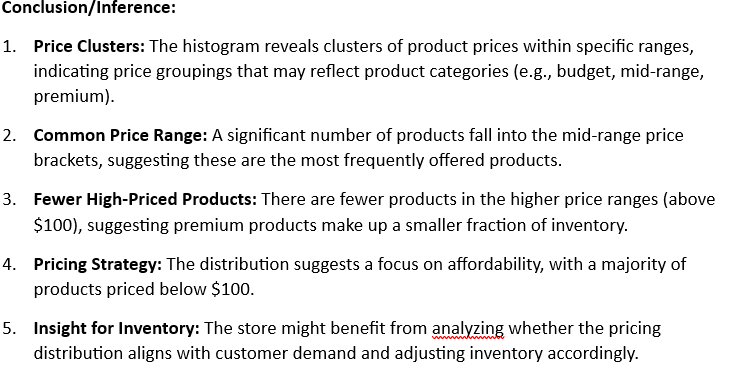 Conclusion/Inference:
1. Price Clusters: The histogram reveals clusters of product prices within specific ranges,
indicating price groupings that may reflect product categories (e.g., budget, mid-range,
premium).
2. Common Price Range: A significant number of products fall into the mid-range price
brackets, suggesting these are the most frequently offered products.
3. Fewer High-Priced Products: There are fewer products in the higher price ranges (above
$100), suggesting premium products make up a smaller fraction of inventory.
4. Pricing Strategy: The distribution suggests a focus on affordability, with a majority of
products priced below $100.
5. Insight for Inventory: The store might benefit from analyzing whether the pricing
distribution aligns with customer demand and adjusting inventory accordingly.